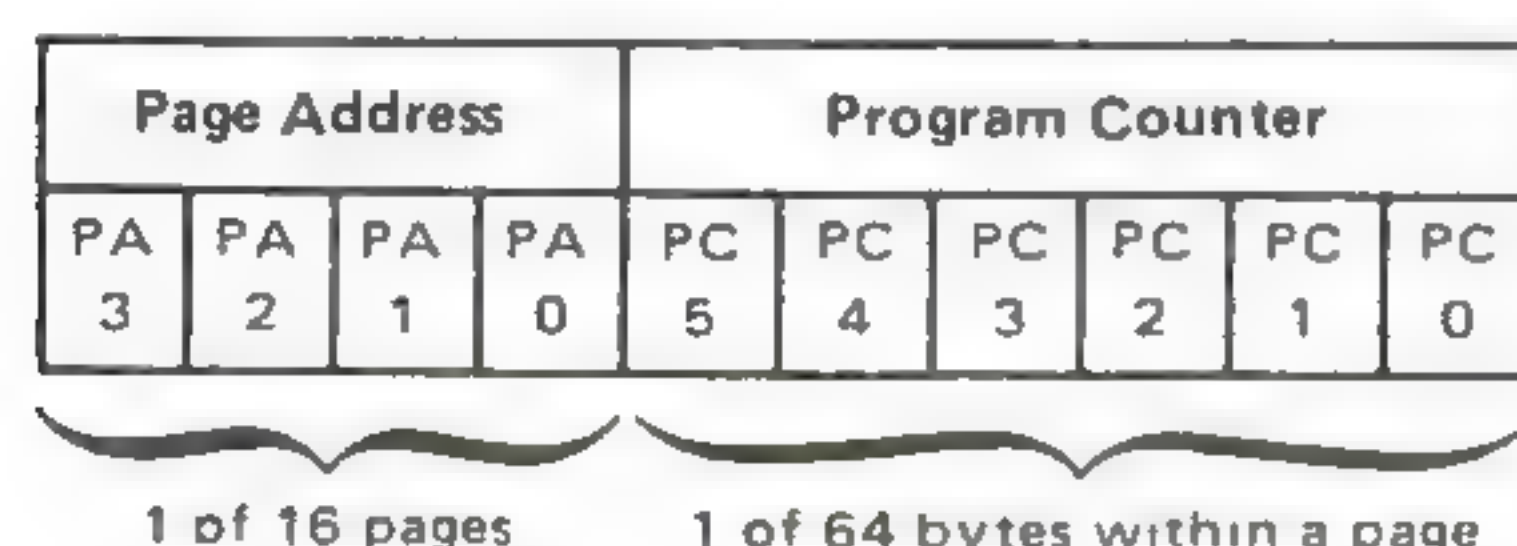 Page Address Program Counter
PA PA PA PA PC PC PC PC PC PC
3 2 1 0 5 4 3 2 1 0
1 of 16 pages 1 of 64 bytes within a page